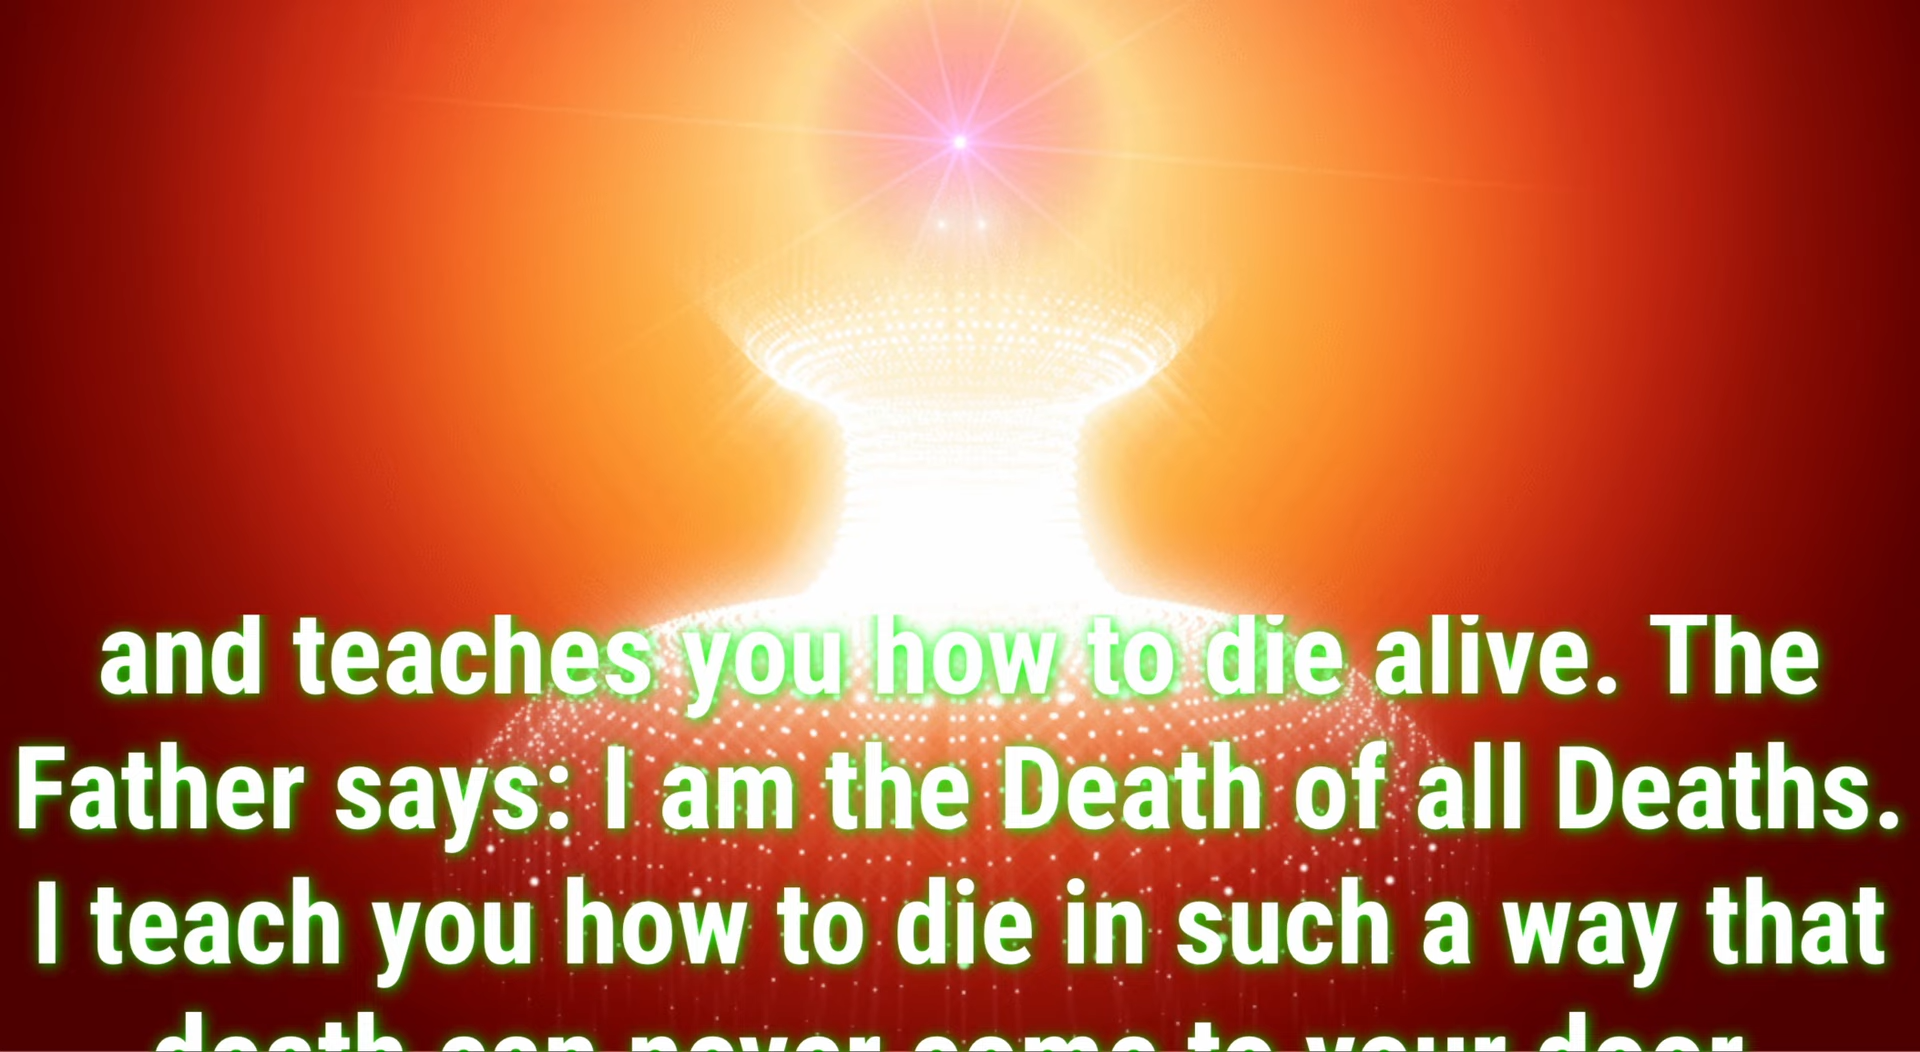 and teaches you how to die alive. The
Father says: I am the Death of all Deaths.
I teach you how to die in such a way that
death can never come to your door.